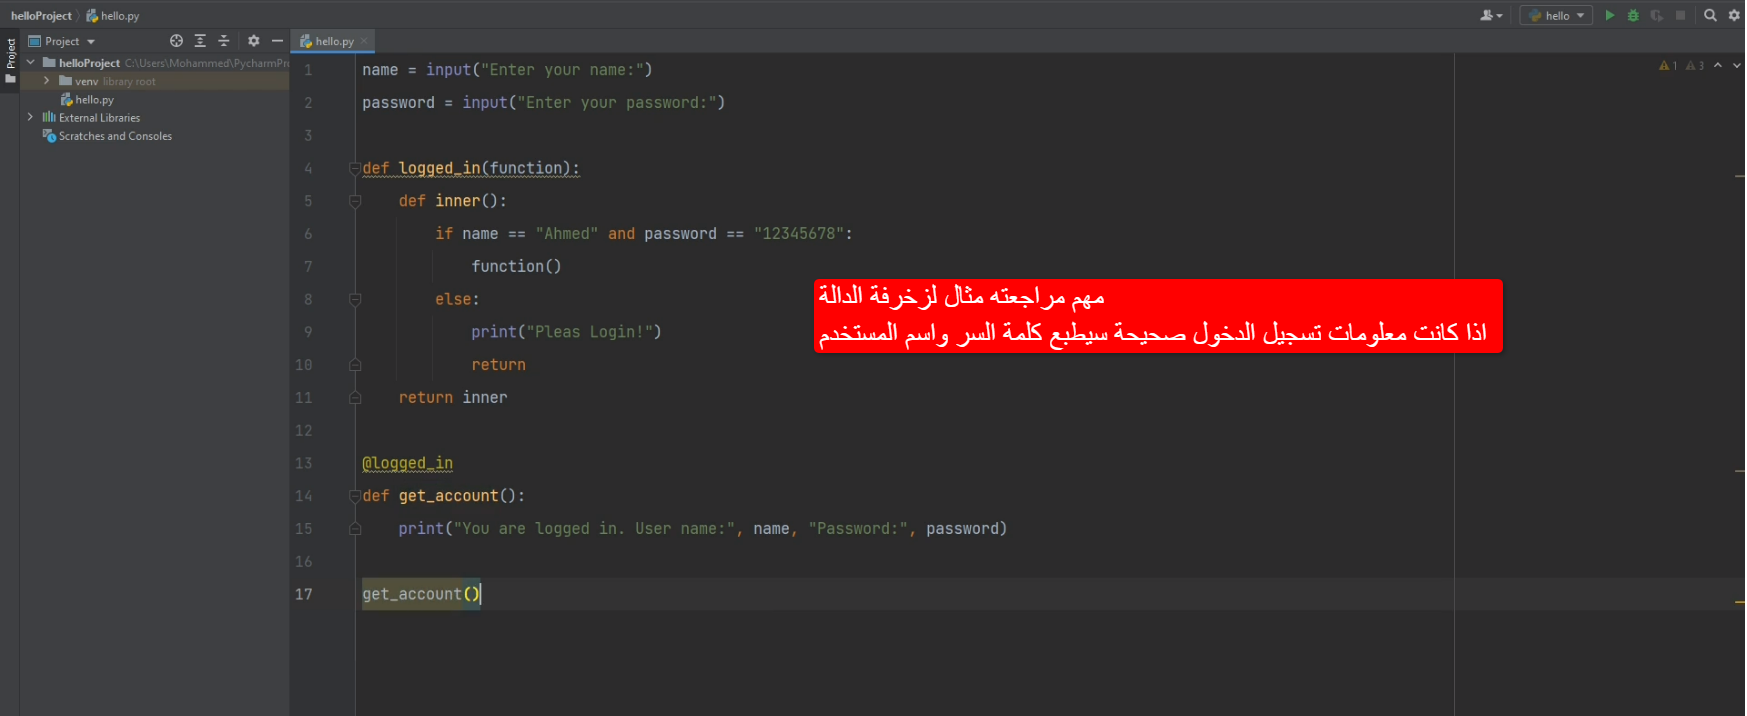 helloProject hello.py
hello
Project
Project
hello.py
helloProject C:\Users\Mohammed\PycharmPr
venv library root
hello.py
External Libraries
Scratches and Consoles
1 3
1 name = input("Enter your name:")
2 password = input("Enter your password:")
3
4 def logged_in(function):
5     def inner():
6         if name == "Ahmed" and password == "12345678":
7             function()
8         else:
9             print("Pleas Login!")
10             return
11     return inner
12
13 @logged_in
14 def get_account():
15     print("You are logged in. User name:", name, "Password:", password)
16
17 get_account()
مهم مراجعته مثال لزخرفة الدالة
اذا كانت معلومات تسجيل الدخول صحيحة سيطبع كلمة السر واسم المستخدم